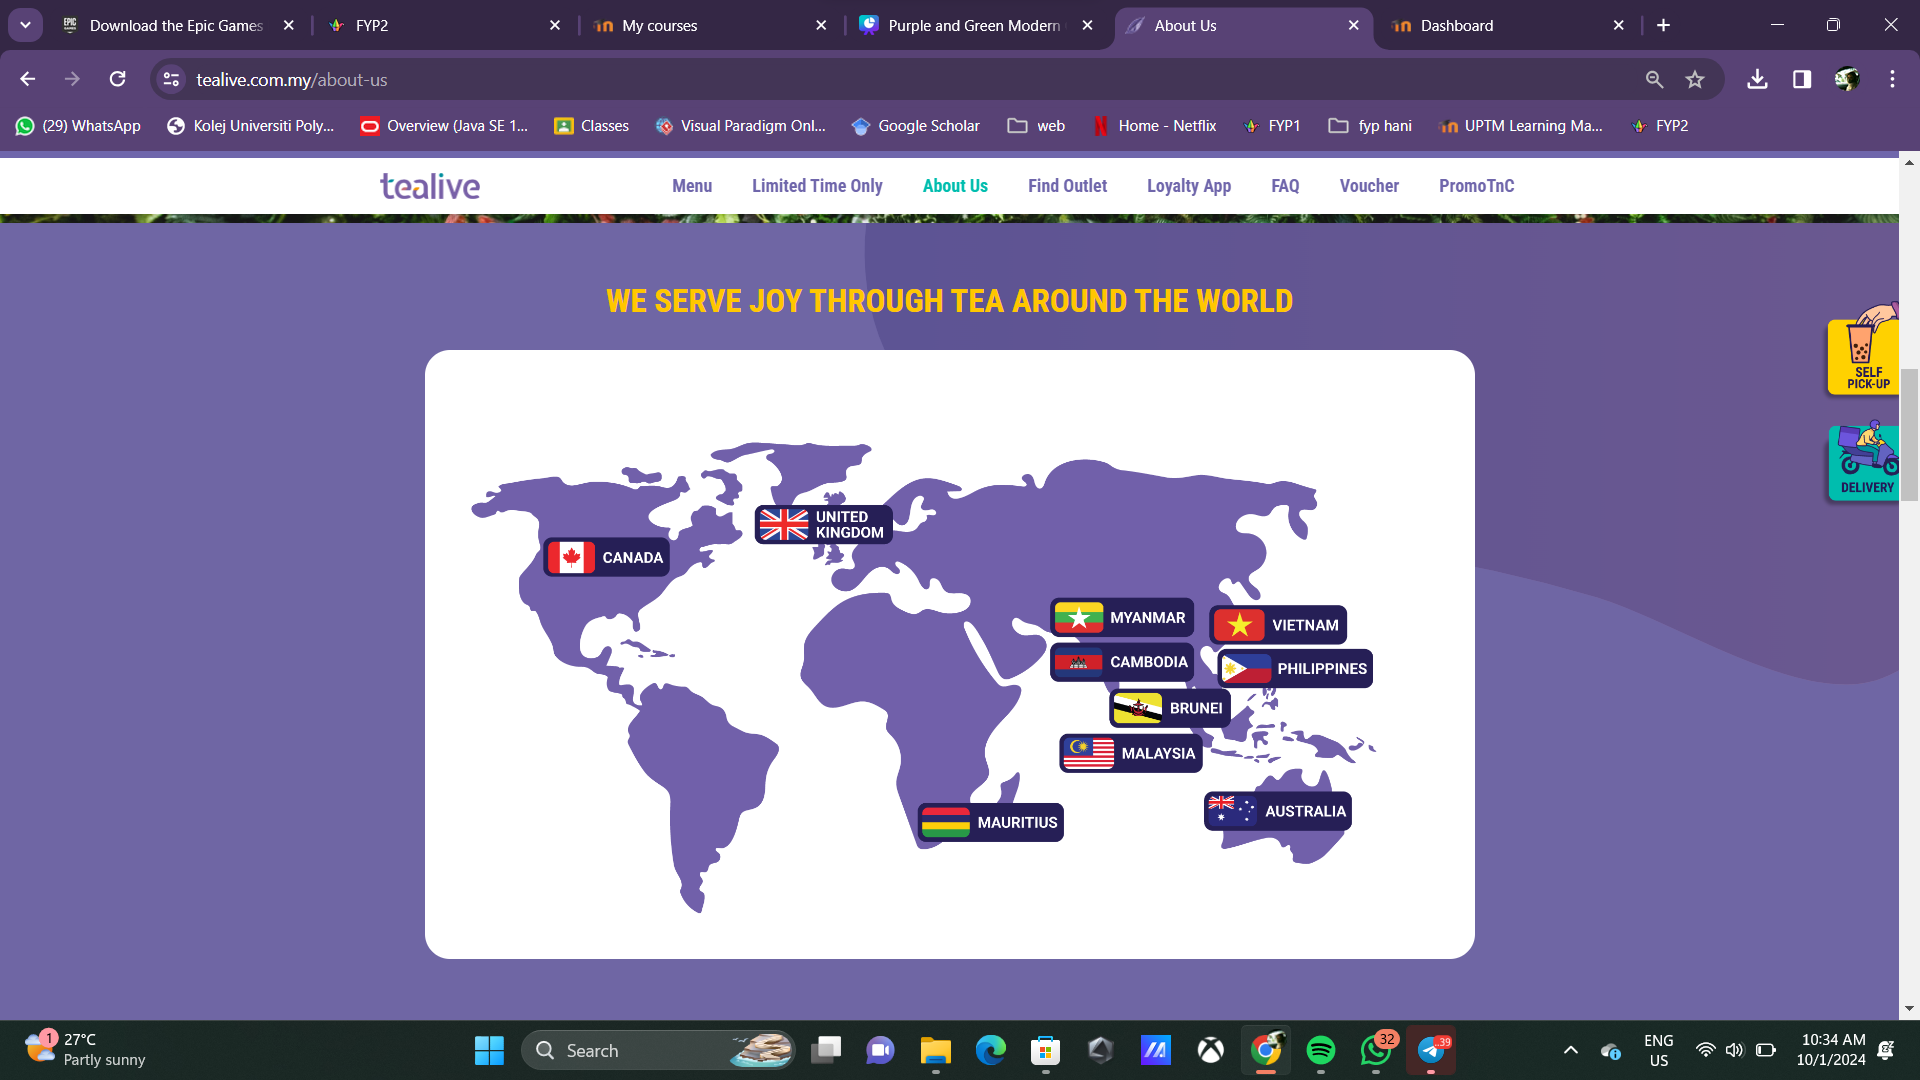 Download the Epic Games
FYP2
My courses
Purple and Green Modern
About Us
Dashboard
tealive.com.my/about-us
(29) WhatsApp
Kolej Universiti Poly...
Overview (Java SE 1...
Classes
Visual Paradigm Onl...
Google Scholar
web
Home - Netflix
FYP1
fyp hani
UPTM Learning Ma...
FYP2
tealive
Menu
Limited Time Only
About Us
Find Outlet
Loyalty App
FAQ
Voucher
PromoTnC
WE SERVE JOY THROUGH TEA AROUND THE WORLD
SELF
PICK-UP
DELIVERY
UNITED
KINGDOM
CANADA
MYANMAR
VIETNAM
CAMBODIA
PHILIPPINES
BRUNEI
MALAYSIA
AUSTRALIA
MAURITIUS
1
27°C
Partly sunny
Search
32
..39
ENG
US
10:34 AM
10/1/2024